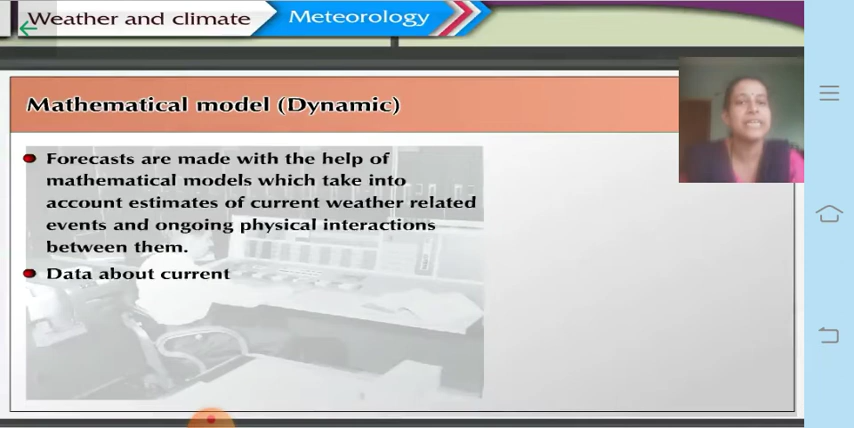 Weather and climate
Meteorology
Mathematical model (Dynamic)
Forecasts are made with the help of
mathematical models which take into
account estimates of current weather related
events and ongoing physical interactions
between them.
Data about current